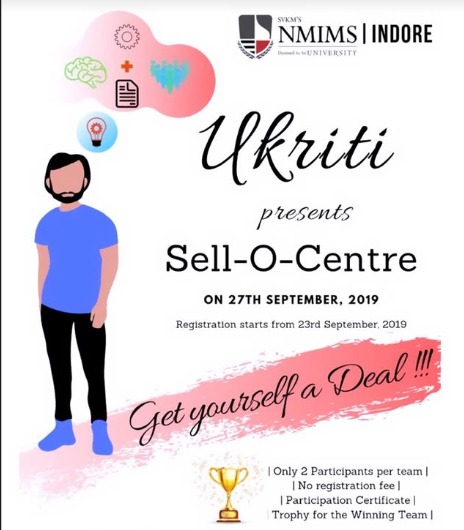 SVKM'S
NMIMS | INDORE
Deemed to be UNIVERSITY
Ukriti
presents
Sell-O-Centre
ON 27TH SEPTEMBER, 2019
Registration starts from 23rd September, 2019
Get yourself a Deal !!!
| Only 2 Participants per team |
| No registration fee |
| Participation Certificate |
| Trophy for the Winning Team |